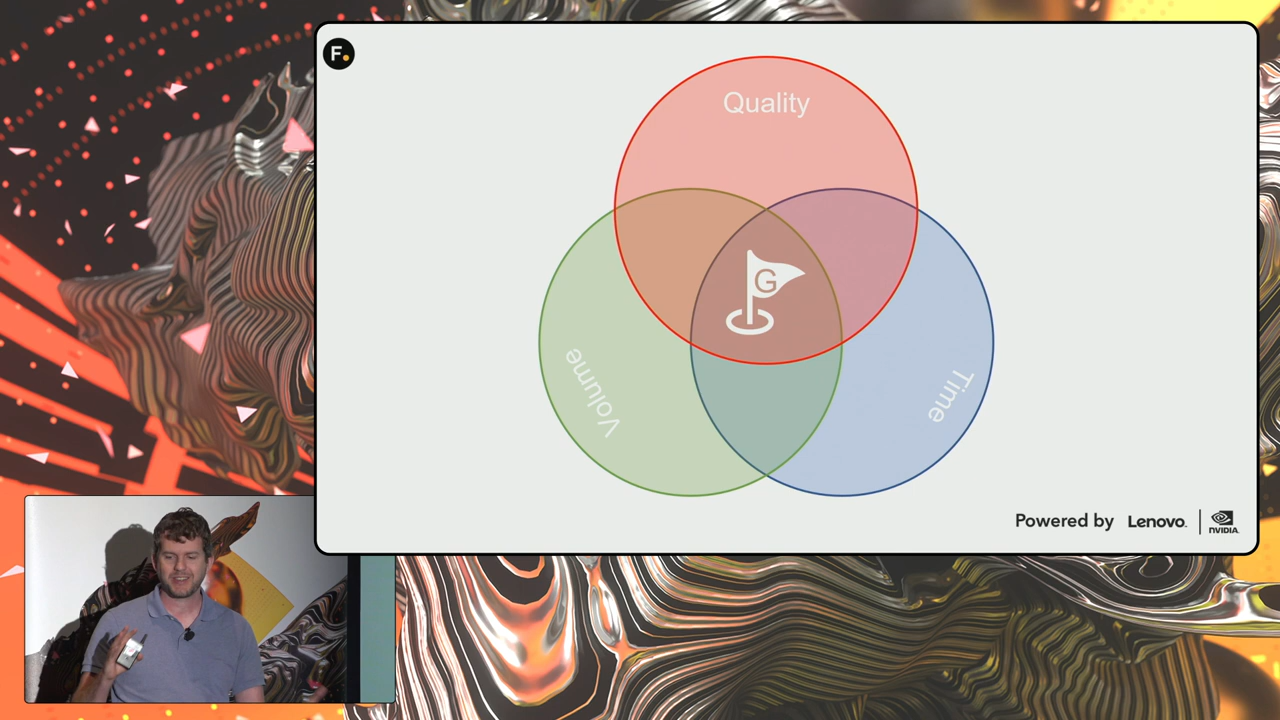 F.
Quality
G
Volume
Time
Powered by Lenovo. NVIDIA.